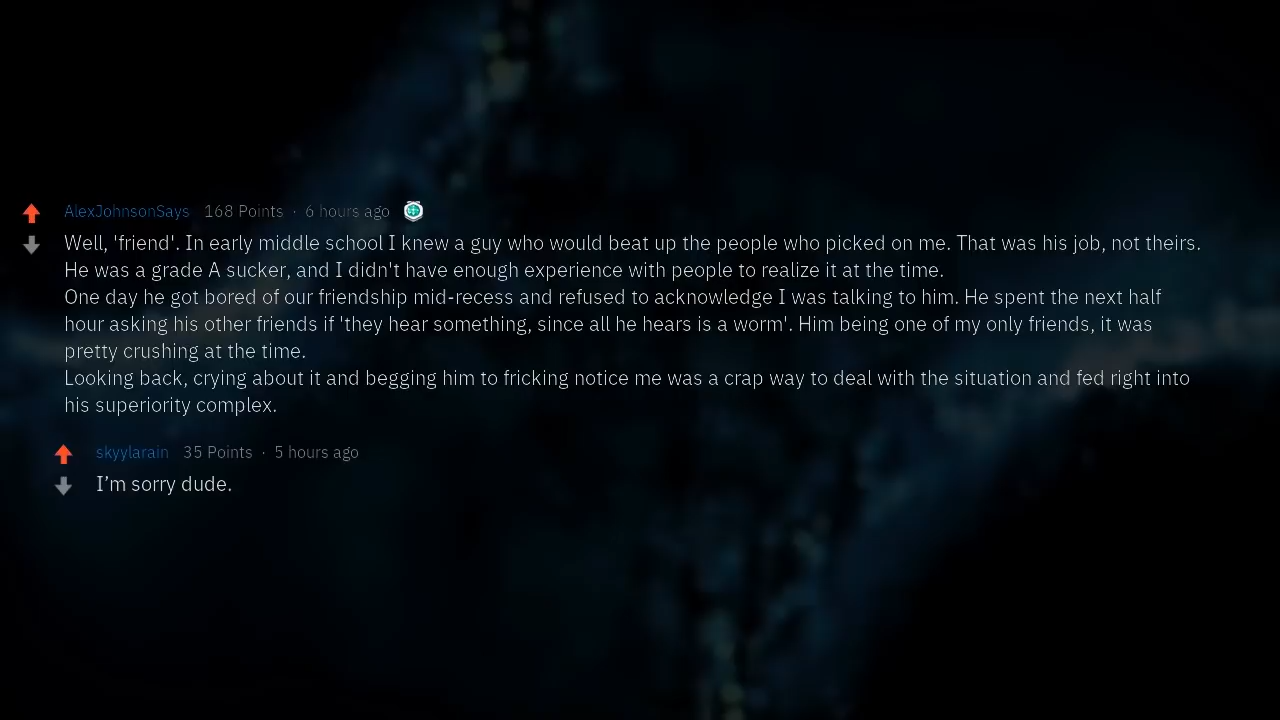 AlexJohnsonSays 168 Points · 6 hours ago
Well, 'friend'. In early middle school I knew a guy who would beat up the people who picked on me. That was his job, not theirs.
He was a grade A sucker, and I didn't have enough experience with people to realize it at the time.
One day he got bored of our friendship mid-recess and refused to acknowledge I was talking to him. He spent the next half
hour asking his other friends if 'they hear something, since all he hears is a worm'. Him being one of my only friends, it was
pretty crushing at the time.
Looking back, crying about it and begging him to fricking notice me was a crap way to deal with the situation and fed right into
his superiority complex.
skyylarain 35 Points · 5 hours ago
I’m sorry dude.